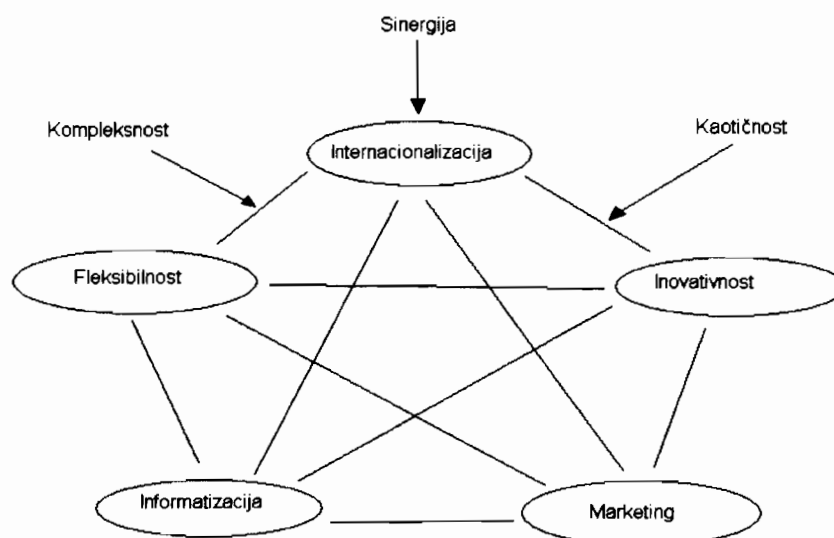 Sinergija
Kompleksnost
Kaotičnost
Internacionalizacija
Fleksibilnost
Inovativnost
Informatizacija
Marketing